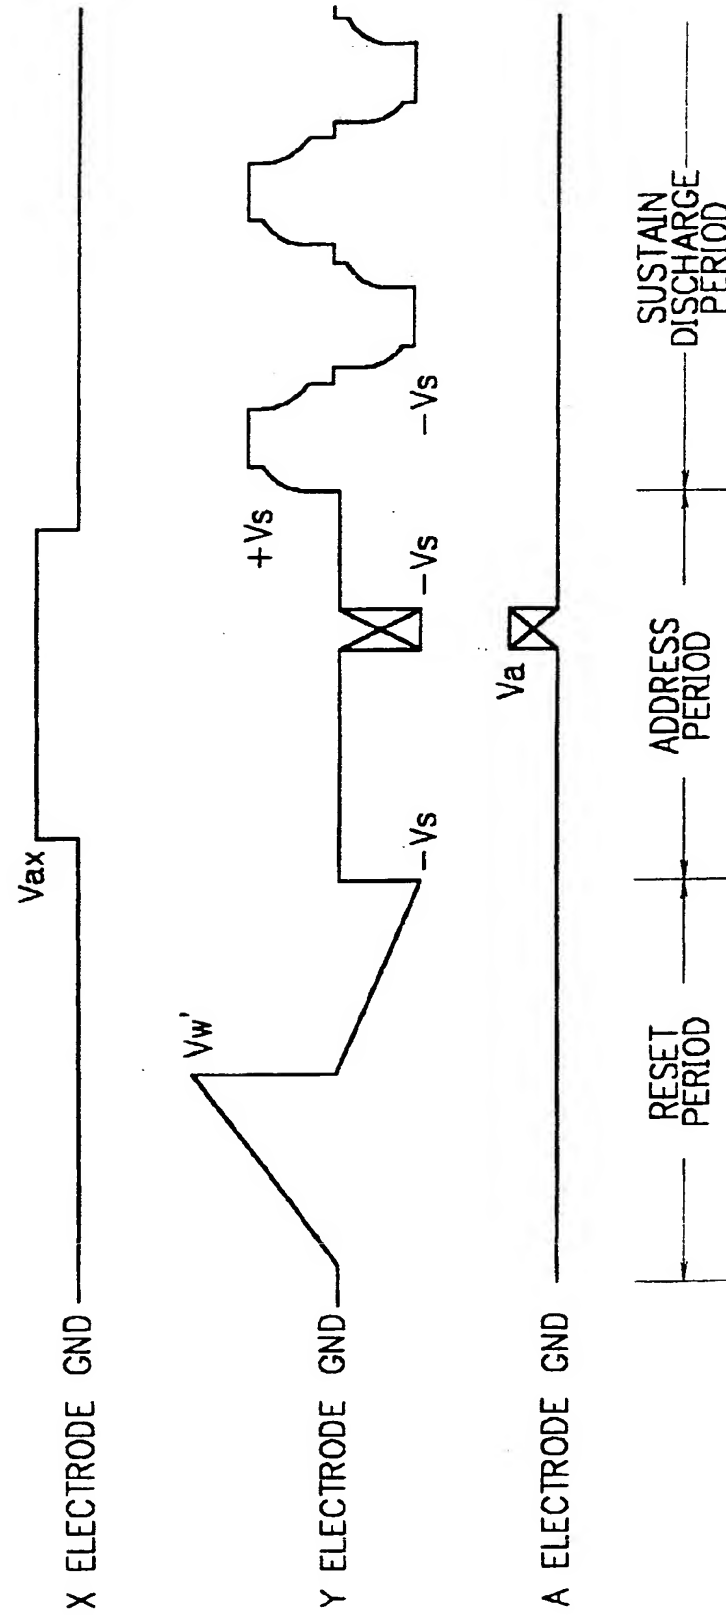 X ELECTRODE GND
Vax
Y ELECTRODE GND
Vw'
−Vs
−Vs
+Vs
−Vs
A ELECTRODE GND
Va
RESET
PERIOD
ADDRESS
PERIOD
SUSTAIN
DISCHARGE
PERIOD